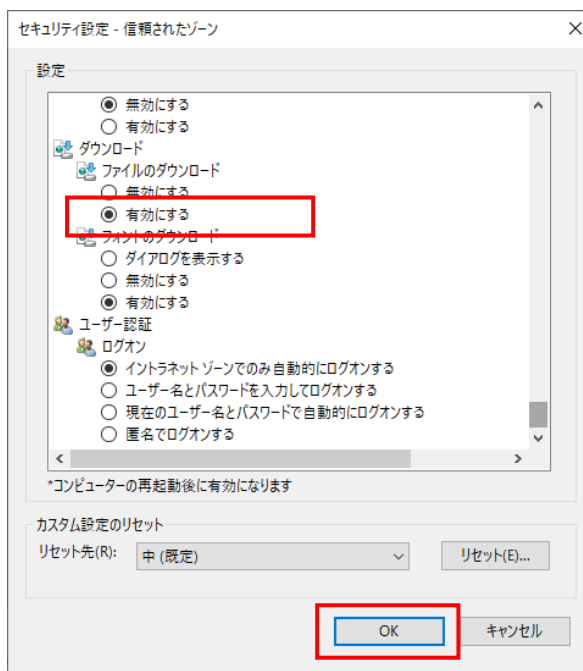 セキュリティ設定 - 信頼されたゾーン
設定
無効にする
有効にする
ダウンロード
ファイルのダウンロード
無効にする
有効にする
フォントのダウンロード
ダイアログを表示する
無効にする
有効にする
ユーザー認証
ログオン
イントラネット ゾーンでのみ自動的にログオンする
ユーザー名とパスワードを入力してログオンする
現在のユーザー名とパスワードで自動的にログオンする
匿名でログオンする
*コンピューターの再起動後に有効になります
カスタム設定のリセット
リセット先(R): 中 (既定) リセット(E)...
OK キャンセル